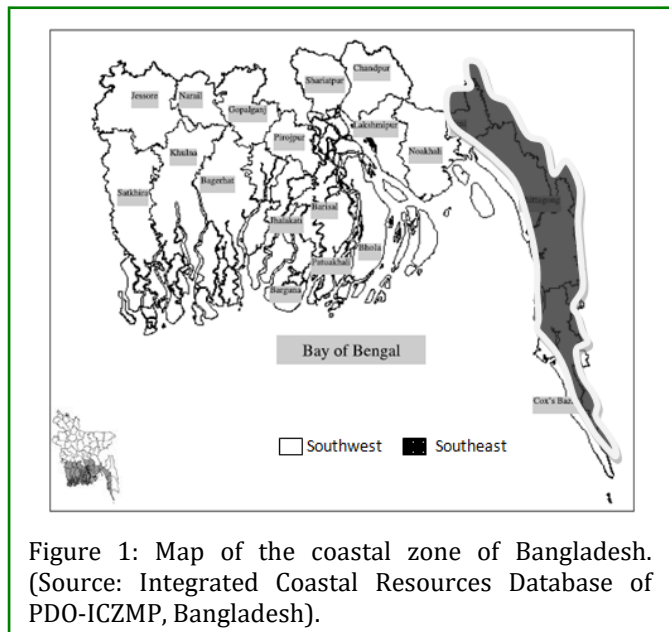 Shariatpur
Chandpur
Jessore
Narail
Gopalganj
Lakshmipur
Pirojpur
Noakhali
Khulna
Bagerhat
Satkhira
Barisal
Jhalakati
Bhola
Patuakhali
Barguna
Bay of Bengal
Cox's Baz
Southwest
Southeast
Figure 1: Map of the coastal zone of Bangladesh.
(Source: Integrated Coastal Resources Database of
PDO-ICZMP, Bangladesh).